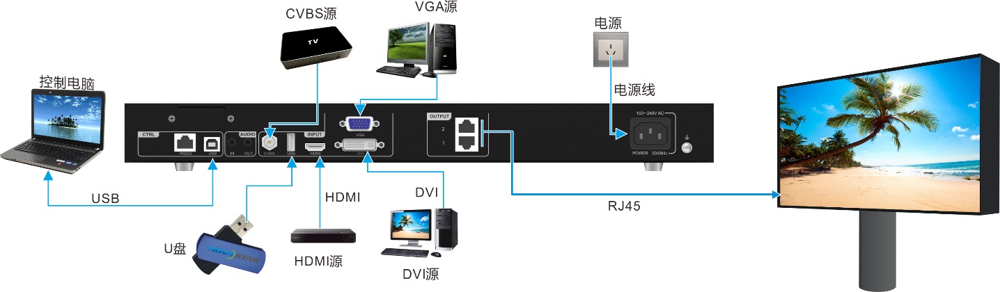 CVBS源
VGA源
电源
TV
控制电脑
电源线
CTRL
AUDIO
INPUT
OUTPUT
100~240V AC
RS232
USB
IN
OUT
CVBS
USB
HDMI
VGA
DVI
2
1
POWER
50/60Hz
USB
HDMI
DVI
RJ45
U盘
NOVASTAR
HDMI源
DVI源